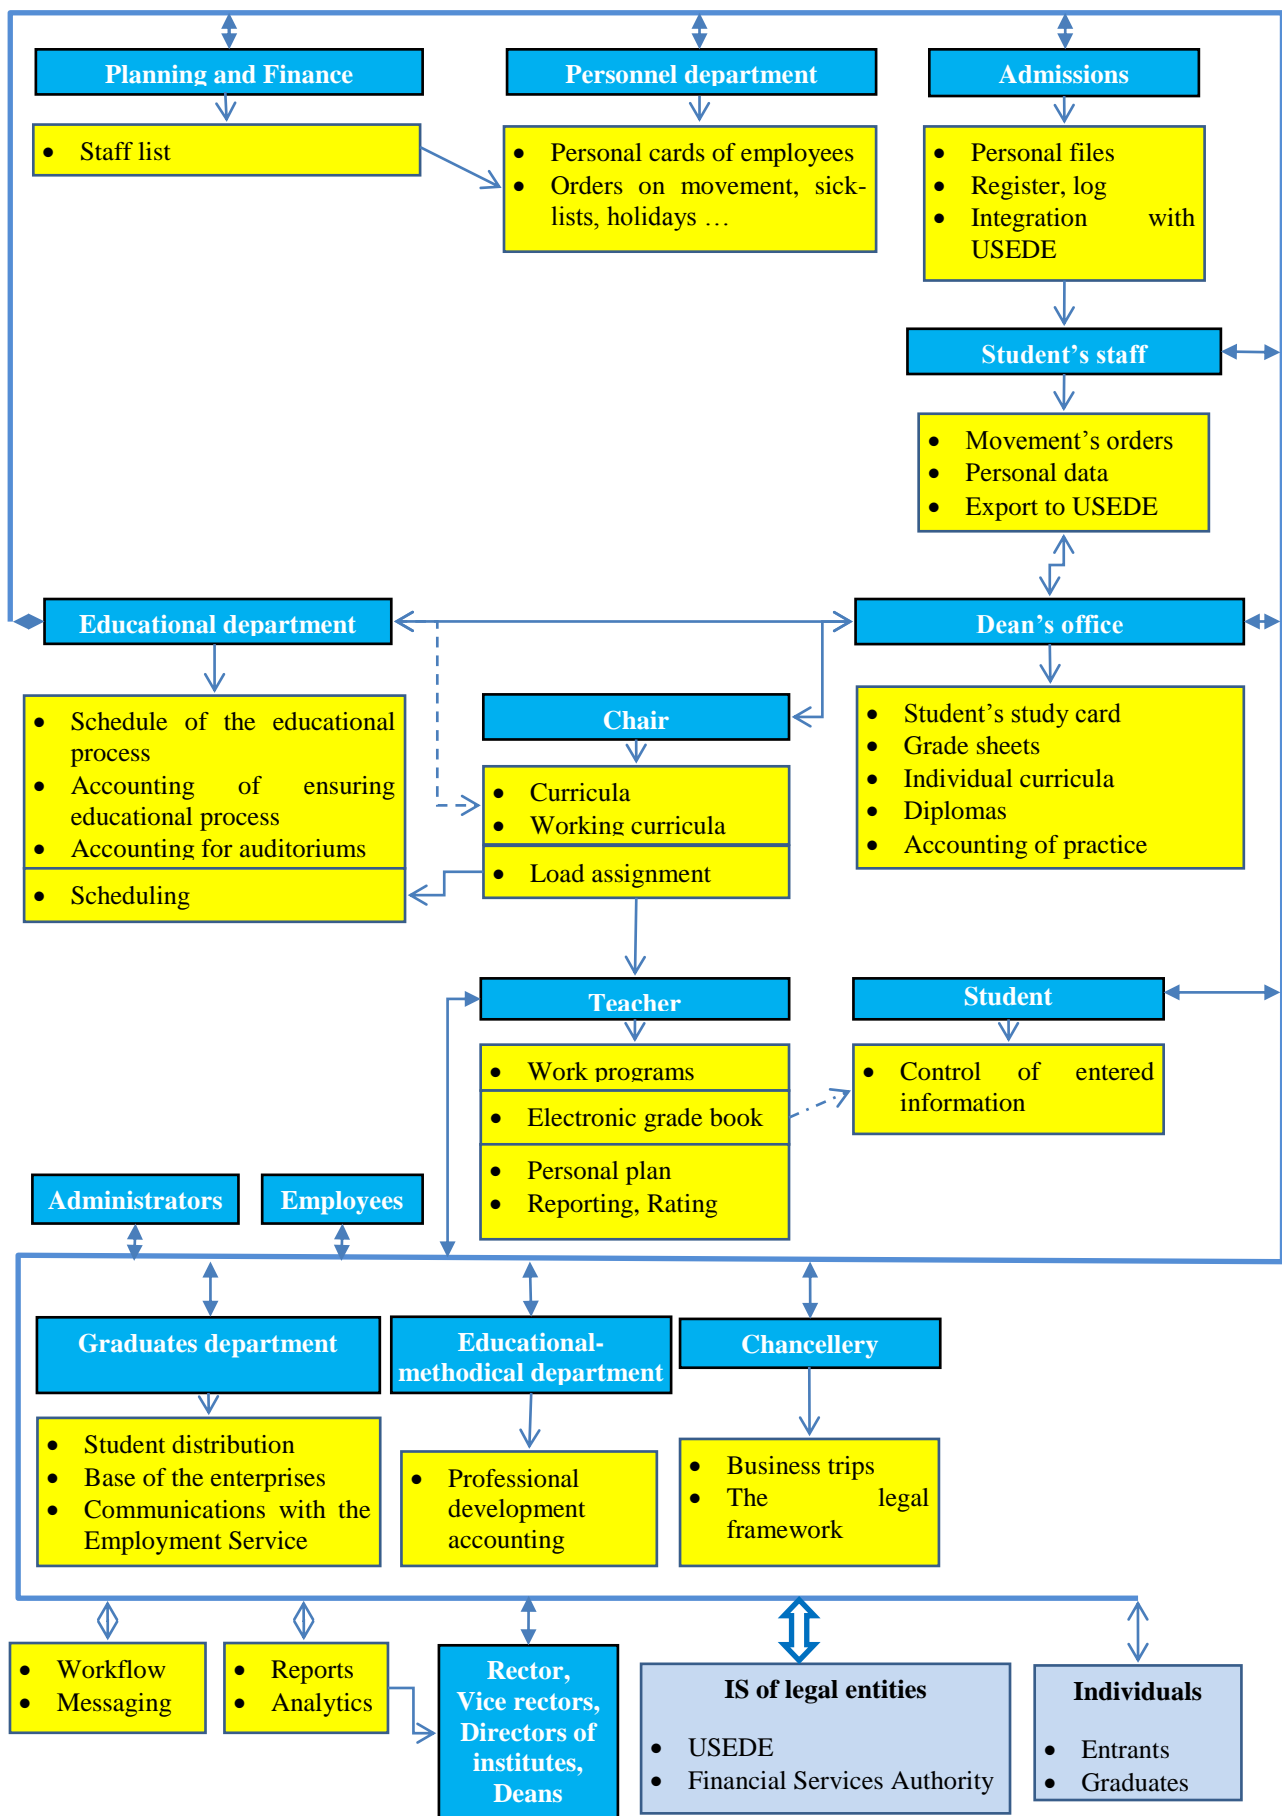 Planning and Finance
Personnel department
Admissions
• Staff list
• Personal cards of employees
• Orders on movement, sick-
lists, holidays …
• Personal files
• Register, log
• Integration with
USEDE
Student’s staff
• Movement’s orders
• Personal data
• Export to USEDE
Educational department
Dean’s office
• Schedule of the educational
process
• Accounting of ensuring
educational process
• Accounting for auditoriums
• Scheduling
Chair
• Curricula
• Working curricula
• Load assignment
• Student’s study card
• Grade sheets
• Individual curricula
• Diplomas
• Accounting of practice
Teacher
Student
• Work programs
• Electronic grade book
• Personal plan
• Reporting, Rating
• Control of entered
information
Administrators
Employees
Graduates department
Educational-
methodical department
Chancellery
• Student distribution
• Base of the enterprises
• Communications with the
Employment Service
• Professional
development
accounting
• Business trips
• The legal
framework
• Workflow
• Messaging
• Reports
• Analytics
Rector,
Vice rectors,
Directors of
institutes,
Deans
IS of legal entities
• USEDE
• Financial Services Authority
Individuals
• Entrants
• Graduates